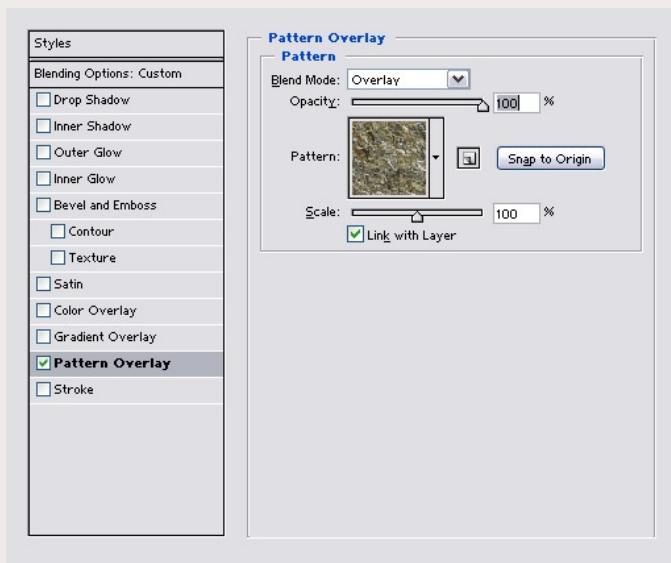 Styles
Blending Options: Custom
Drop Shadow
Inner Shadow
Outer Glow
Inner Glow
Bevel and Emboss
Contour
Texture
Satin
Color Overlay
Gradient Overlay
Pattern Overlay
Stroke
Pattern Overlay
Pattern
Blend Mode: Overlay
Opacity: 100 %
Pattern: Snap to Origin
Scale: 100 %
Link with Layer